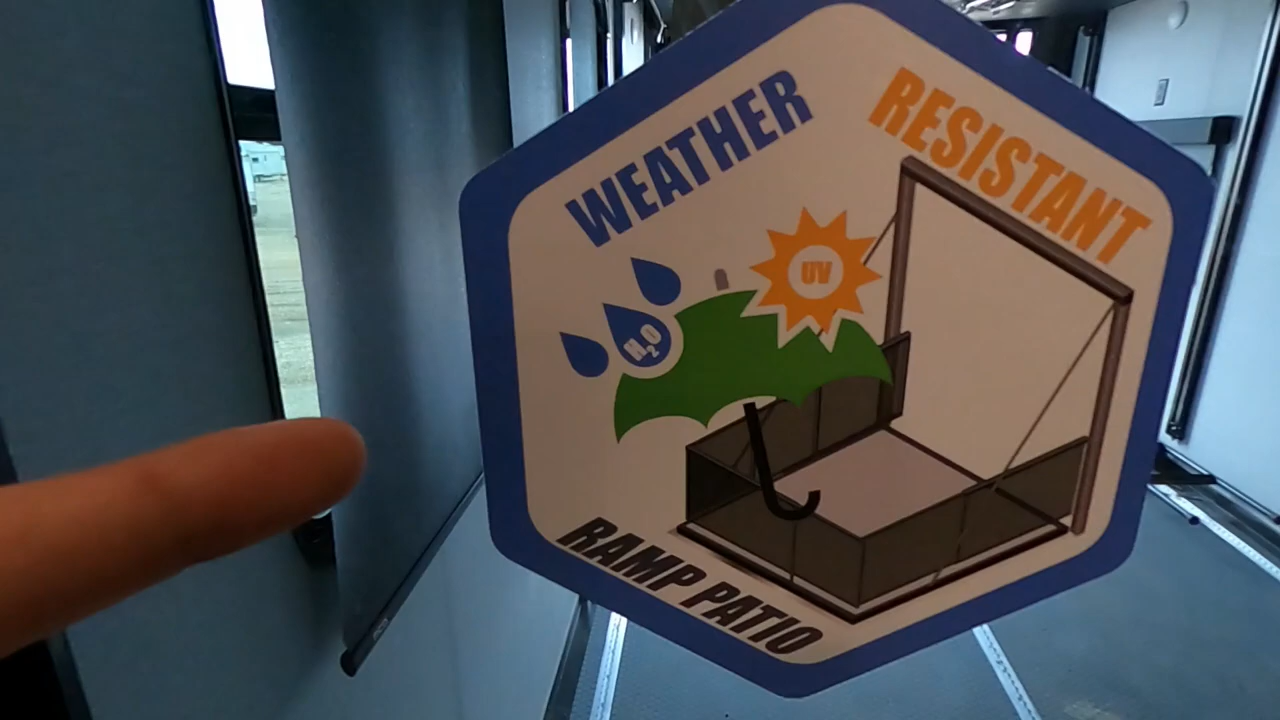 WEATHER
RESISTANT
UV
H2O
RAMP PATIO